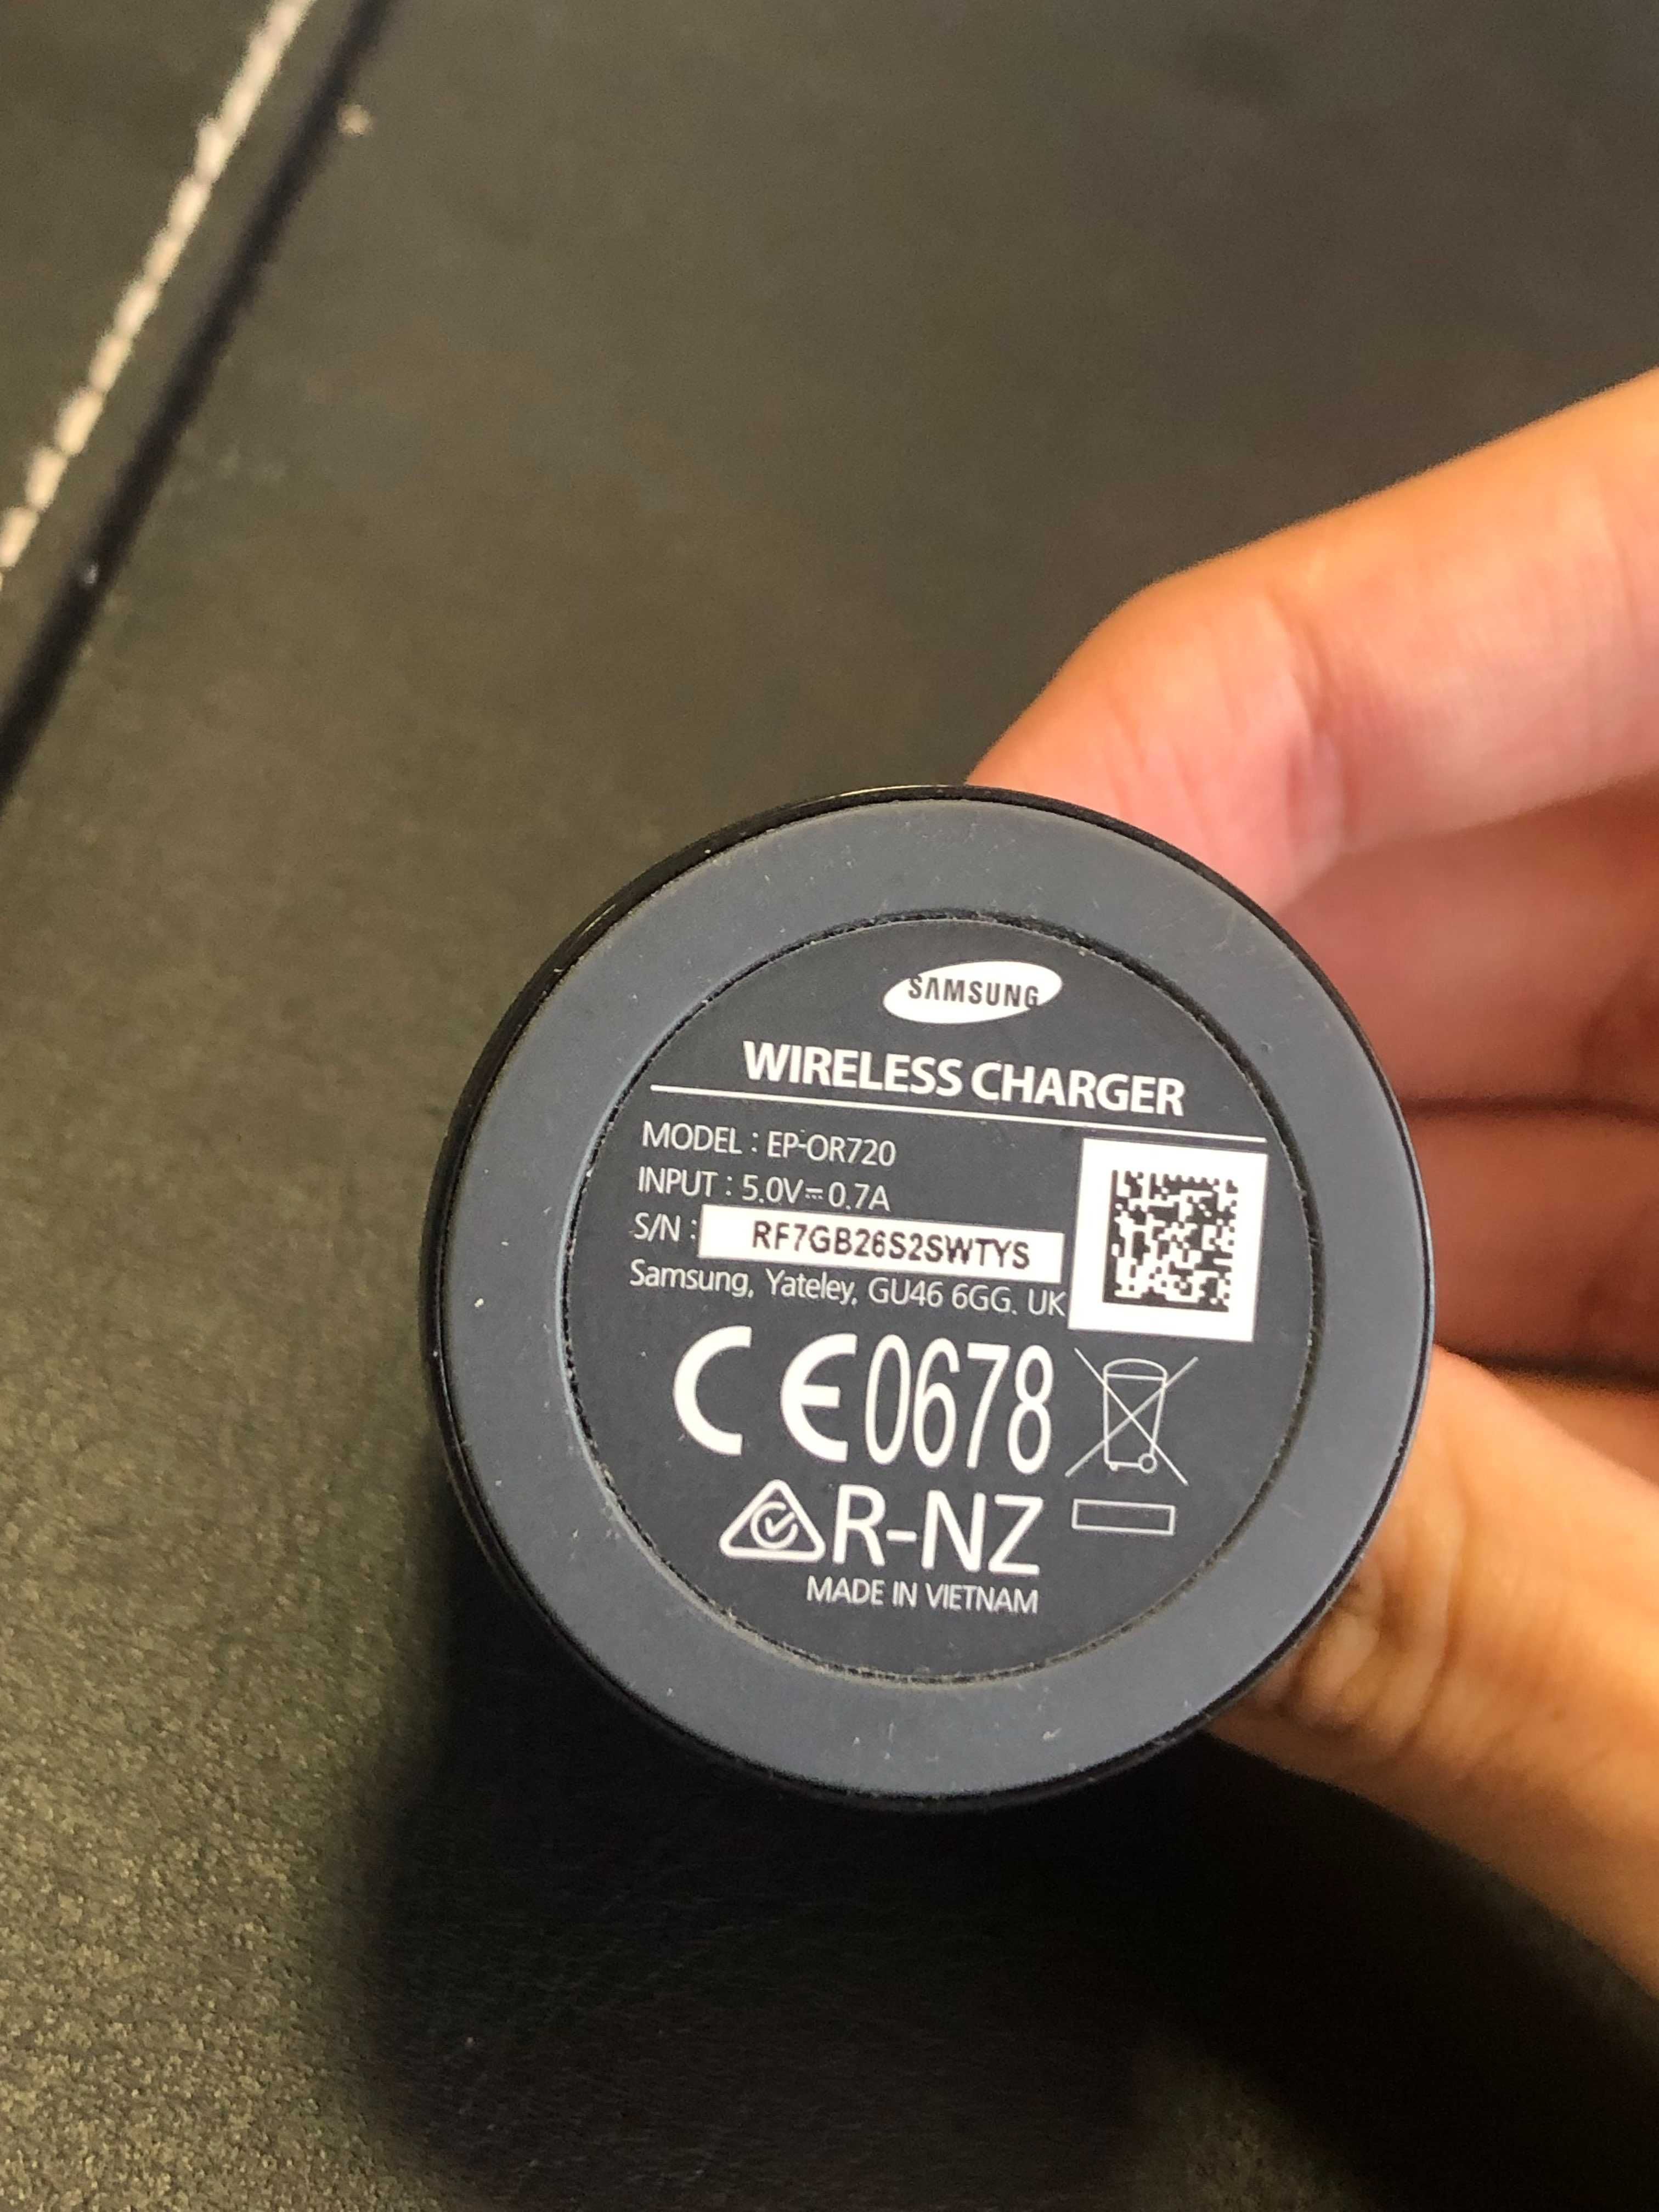 SAMSUNG
WIRELESS CHARGER
MODEL : EP-OR720
INPUT : 5.0V⎓0.7A
S/N : RF7GB26S2SWTYS
Samsung, Yateley, GU46 6GG. UK
CE0678
R-NZ
MADE IN VIETNAM